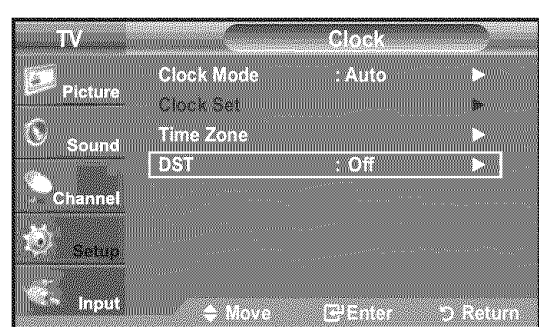 TV
Clock
Picture
Sound
Channel
Setup
Input
Clock Mode : Auto
Clock Set
Time Zone
DST : Off
Move Enter Return